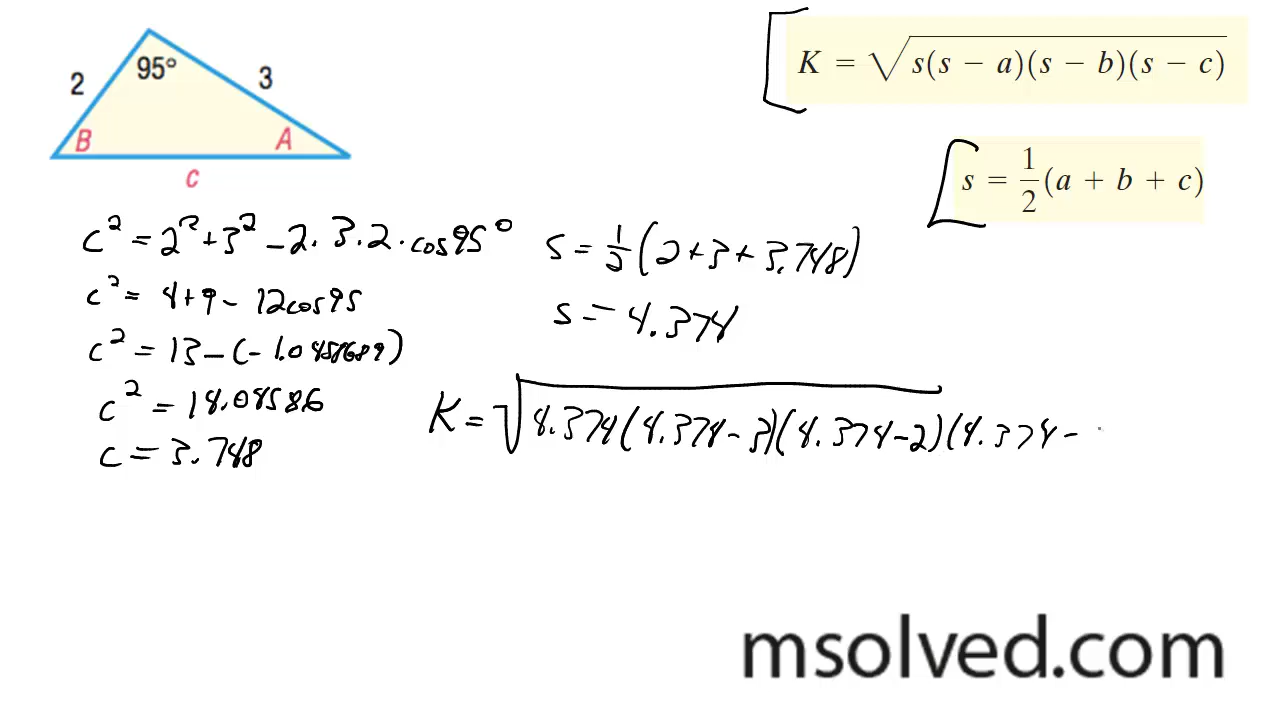 2
95°
3
B
A
c
K = √s(s − a)(s − b)(s − c)
s = 1/2(a + b + c)
c² = 2² + 3² − 2 · 3 · 2 · cos95°
c² = 4 + 9 − 12cos95
c² = 13 − (−1.0458689)
c² = 14.04586
c = 3.748
s = 1/2(2 + 3 + 3.748)
s = 4.374
K = √4.374(4.374 − 3)(4.374 − 2)(4.374 −
msolved.com